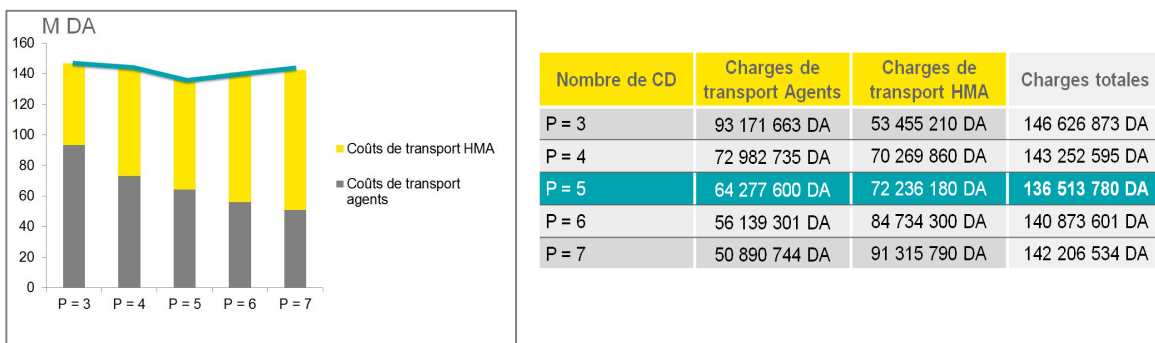 M DA
160
140
120
100
80
60
40
20
0
P = 3 P = 4 P = 5 P = 6 P = 7
Coûts de transport HMA
Coûts de transport
agents
Nombre de CD Charges de transport Agents Charges de transport HMA Charges totales
P = 3 93 171 663 DA 53 455 210 DA 146 626 873 DA
P = 4 72 982 735 DA 70 269 860 DA 143 252 595 DA
P = 5 64 277 600 DA 72 236 180 DA 136 513 780 DA
P = 6 56 139 301 DA 84 734 300 DA 140 873 601 DA
P = 7 50 890 744 DA 91 315 790 DA 142 206 534 DA